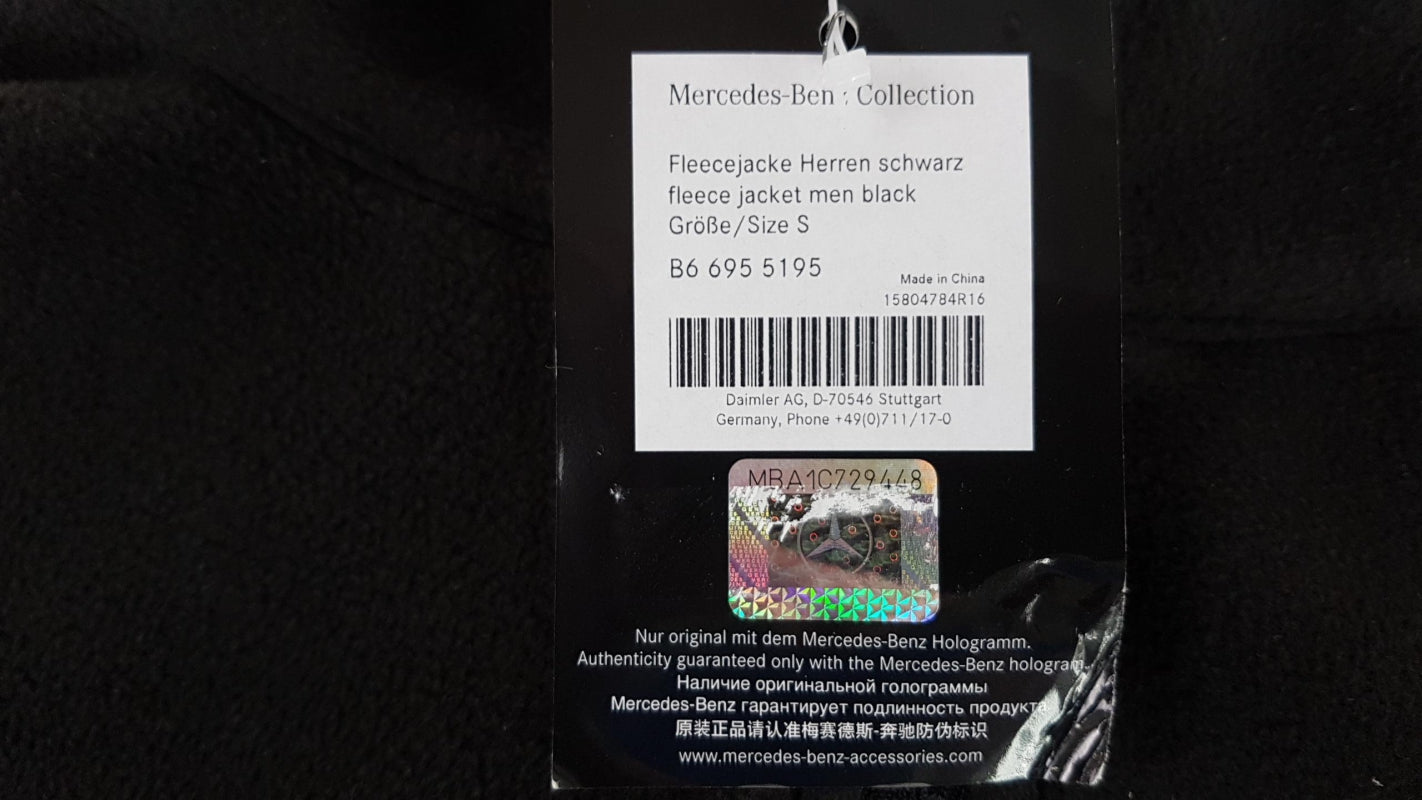 Mercedes-Ben Collection
Fleecejacke Herren schwarz
fleece jacket men black
Größe/Size S
B6 695 5195
Made in China
15804784R16
Daimler AG, D-70546 Stuttgart
Germany, Phone +49(0)711/17-0
MBA1C729448
Nur original mit dem Mercedes-Benz Hologramm.
Authenticity guaranteed only with the Mercedes-Benz hologram.
Наличие оригинальной голограммы
Mercedes-Benz гарантирует подлинность продукта
原装正品请认准梅赛德斯-奔驰防伪标识
www.mercedes-benz-accessories.com